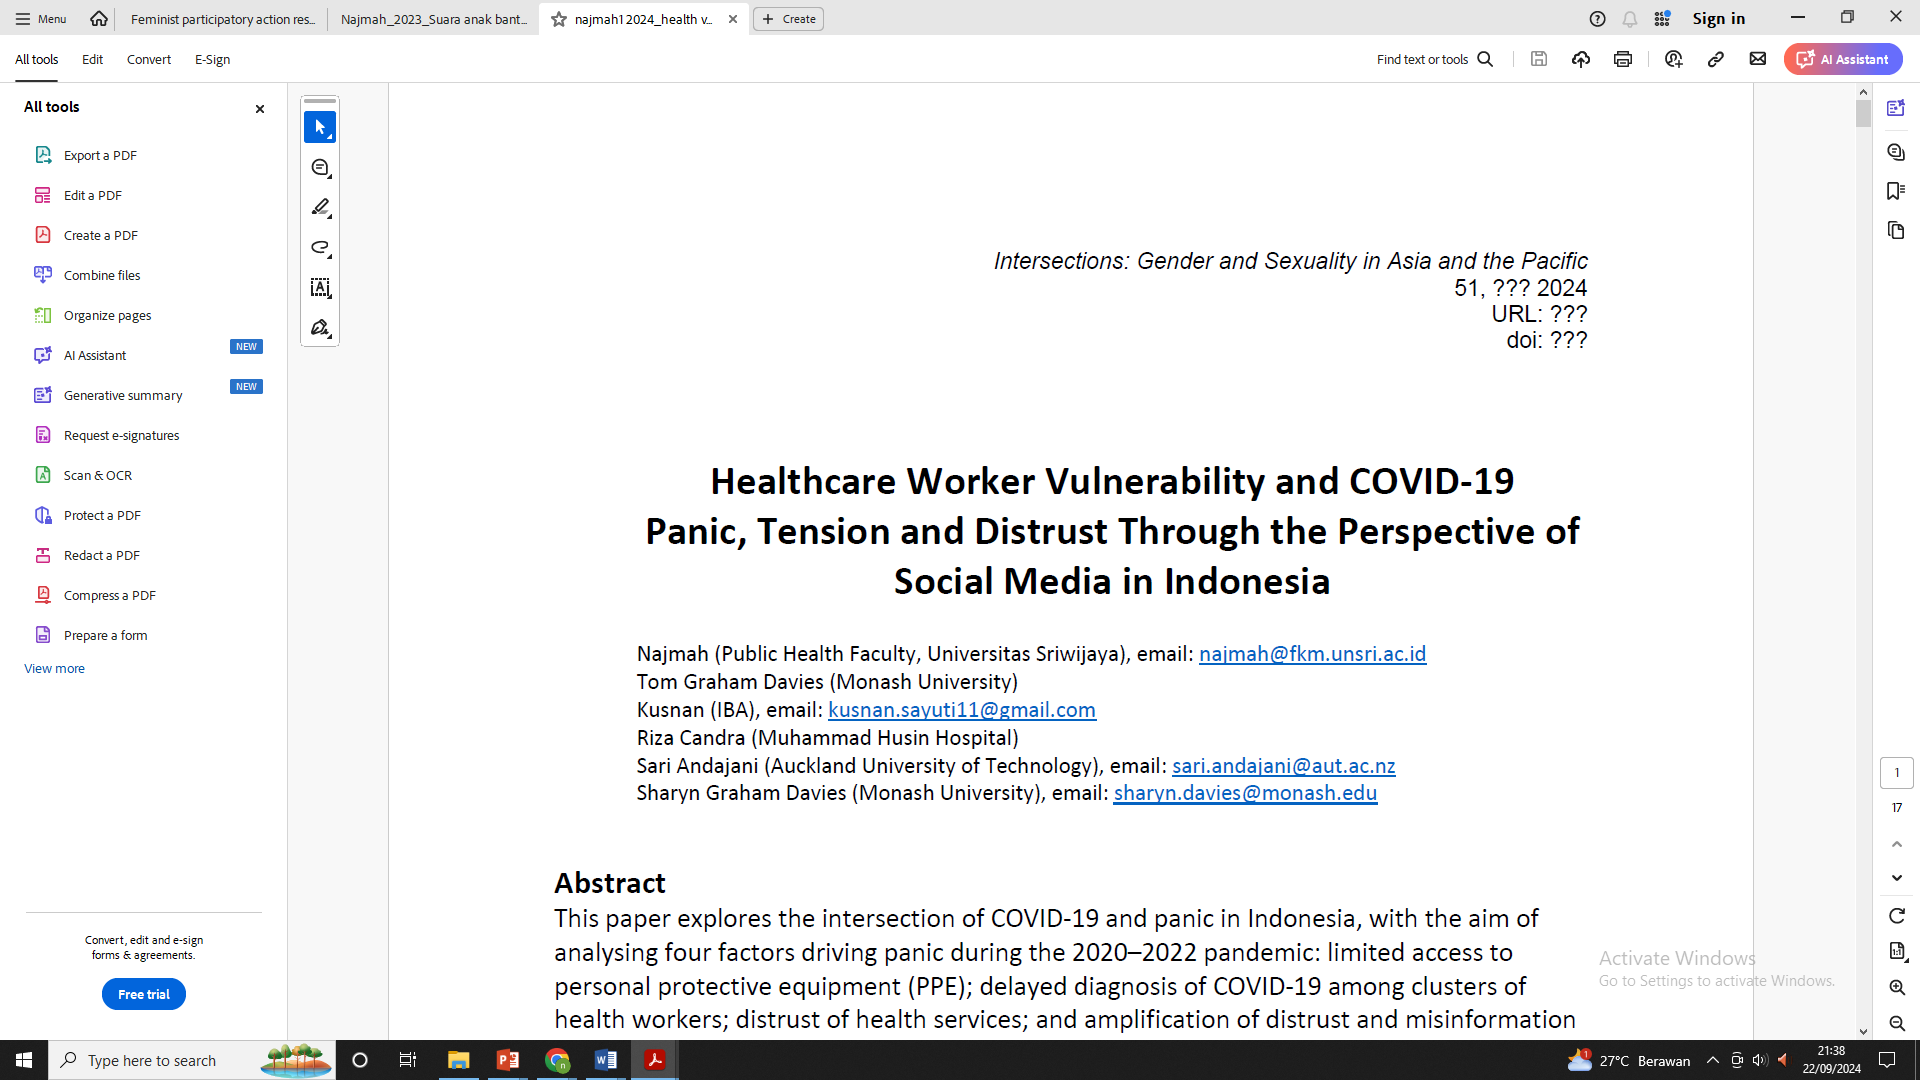 Menu
Feminist participatory action res...
Najmah_2023_Suara anak bant...
najmah12024_health v...
Create
Sign in
All tools
Edit
Convert
E-Sign
Find text or tools
AI Assistant
All tools
Export a PDF
Edit a PDF
Create a PDF
Combine files
Organize pages
AI Assistant
NEW
Generative summary
NEW
Request e-signatures
Scan & OCR
Protect a PDF
Redact a PDF
Compress a PDF
Prepare a form
View more
Convert, edit and e-sign
forms & agreements.
Free trial
Intersections: Gender and Sexuality in Asia and the Pacific
51, ??? 2024
URL: ???
doi: ???
Healthcare Worker Vulnerability and COVID-19
Panic, Tension and Distrust Through the Perspective of
Social Media in Indonesia
Najmah (Public Health Faculty, Universitas Sriwijaya), email: najmah@fkm.unsri.ac.id
Tom Graham Davies (Monash University)
Kusnan (IBA), email: kusnan.sayuti11@gmail.com
Riza Candra (Muhammad Husin Hospital)
Sari Andajani (Auckland University of Technology), email: sari.andajani@aut.ac.nz
Sharyn Graham Davies (Monash University), email: sharyn.davies@monash.edu
Abstract
This paper explores the intersection of COVID-19 and panic in Indonesia, with the aim of
analysing four factors driving panic during the 2020–2022 pandemic: limited access to
personal protective equipment (PPE); delayed diagnosis of COVID-19 among clusters of
health workers; distrust of health services; and amplification of distrust and misinformation
1
17
Activate Windows
Go to Settings to activate Windows.
Type here to search
1
27°C Berawan
21:38
22/09/2024